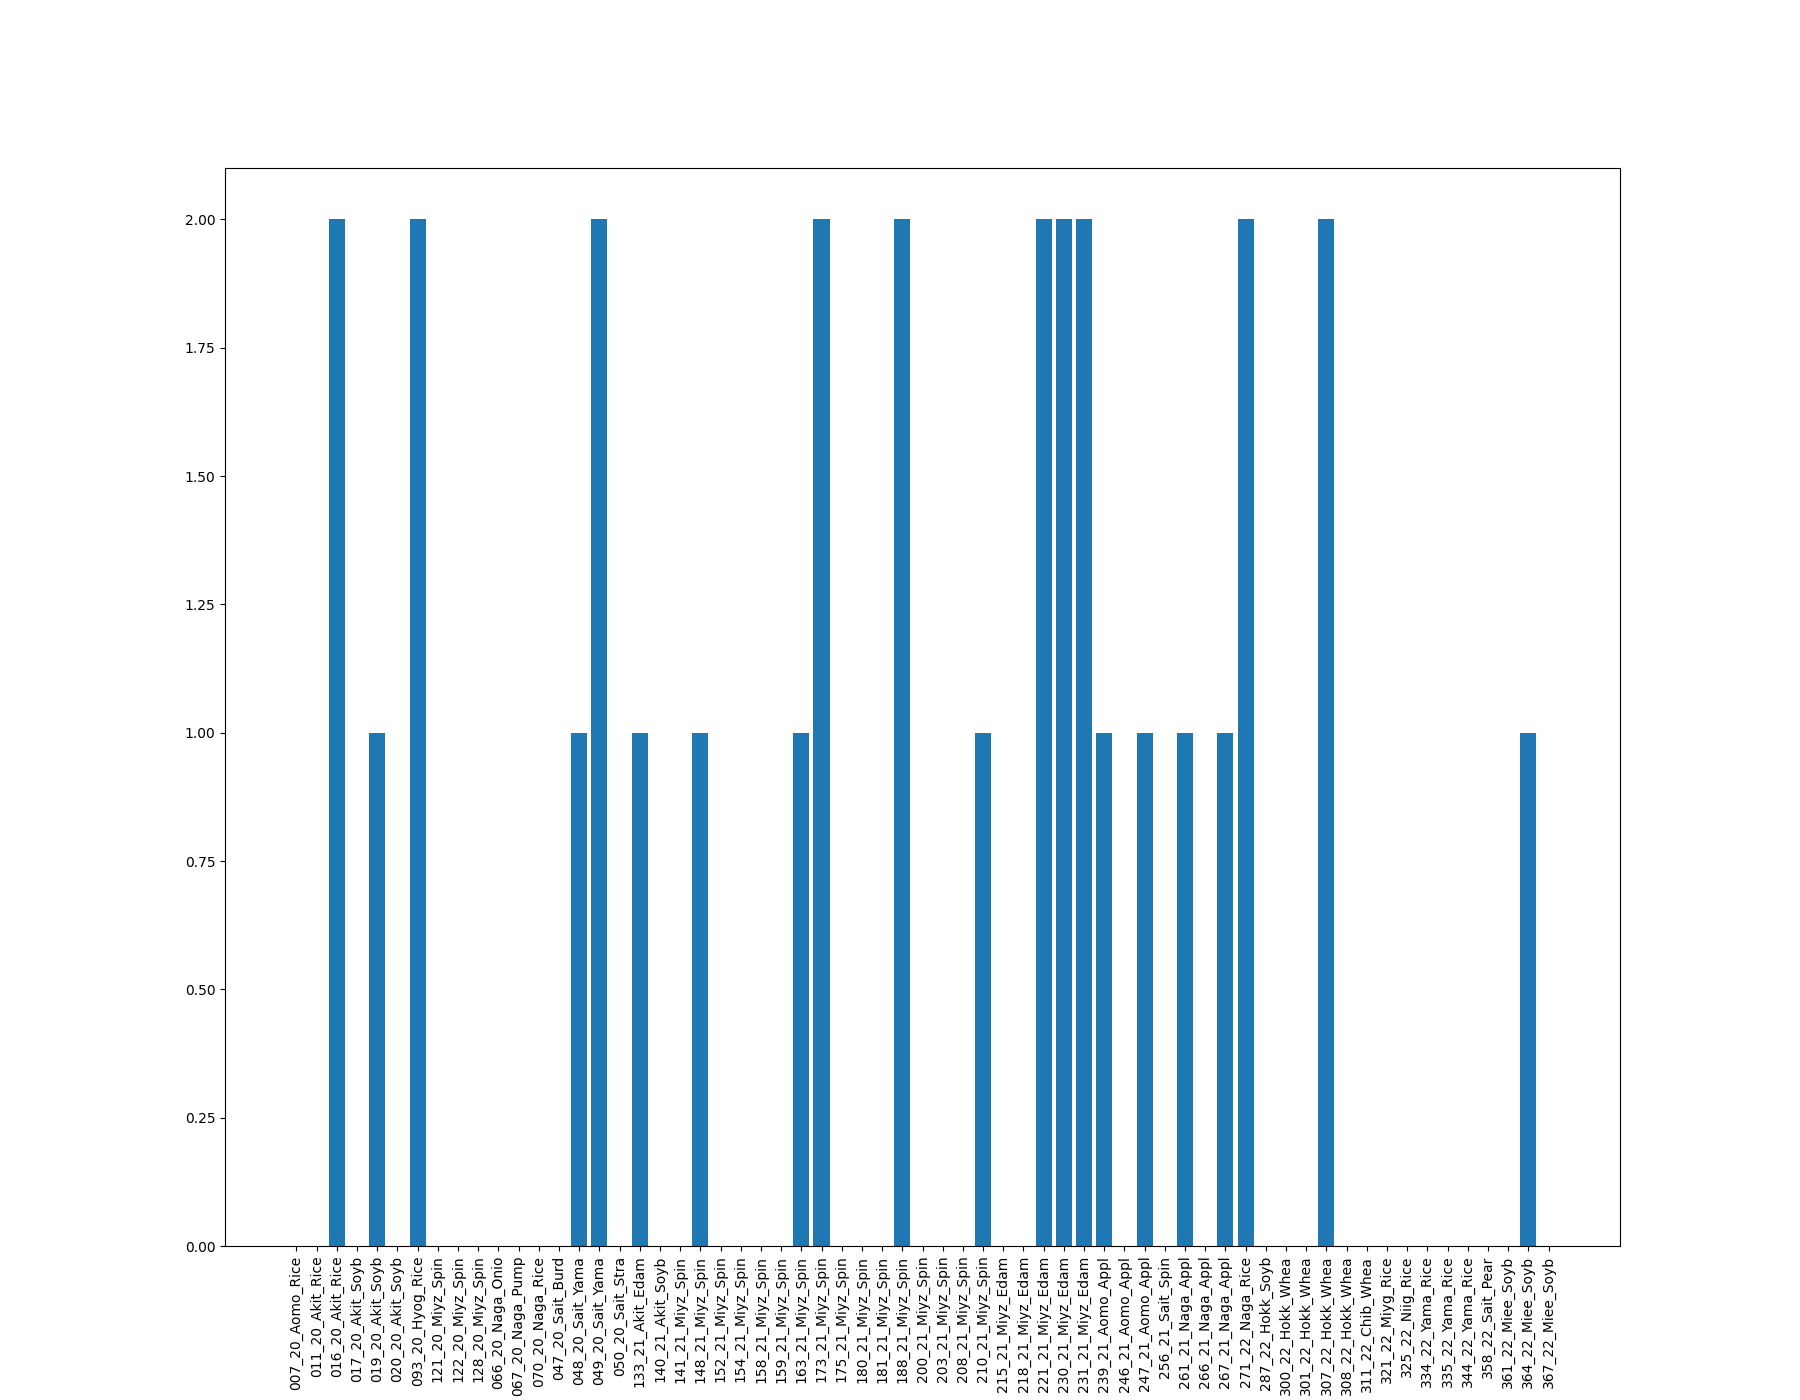 2.00
1.75
1.50
1.25
1.00
0.75
0.50
0.25
0.00
007_20_Aomo_Rice
011_20_Akit_Rice
016_20_Akit_Rice
017_20_Akit_Soyb
019_20_Akit_Soyb
020_20_Akit_Soyb
093_20_Hyog_Rice
121_20_Miyz_Spin
122_20_Miyz_Spin
128_20_Miyz_Spin
066_20_Naga_Onio
067_20_Naga_Pump
070_20_Naga_Rice
047_20_Sait_Burd
048_20_Sait_Yama
049_20_Sait_Yama
050_20_Sait_Stra
133_21_Akit_Edam
140_21_Akit_Soyb
141_21_Miyz_Spin
148_21_Miyz_Spin
152_21_Miyz_Spin
154_21_Miyz_Spin
158_21_Miyz_Spin
159_21_Miyz_Spin
163_21_Miyz_Spin
173_21_Miyz_Spin
175_21_Miyz_Spin
180_21_Miyz_Spin
181_21_Miyz_Spin
188_21_Miyz_Spin
200_21_Miyz_Spin
203_21_Miyz_Spin
208_21_Miyz_Spin
210_21_Miyz_Spin
215_21_Miyz_Edam
218_21_Miyz_Edam
221_21_Miyz_Edam
230_21_Miyz_Edam
231_21_Miyz_Edam
239_21_Aomo_Appl
246_21_Aomo_Appl
247_21_Aomo_Appl
256_21_Sait_Spin
261_21_Naga_Appl
266_21_Naga_Appl
267_21_Naga_Appl
271_22_Naga_Rice
287_22_Hokk_Soyb
300_22_Hokk_Whea
301_22_Hokk_Whea
307_22_Hokk_Whea
308_22_Hokk_Whea
311_22_Chib_Whea
321_22_Miyg_Rice
325_22_Niig_Rice
334_22_Yama_Rice
335_22_Yama_Rice
344_22_Yama_Rice
358_22_Sait_Pear
361_22_Miee_Soyb
364_22_Miee_Soyb
367_22_Miee_Soyb